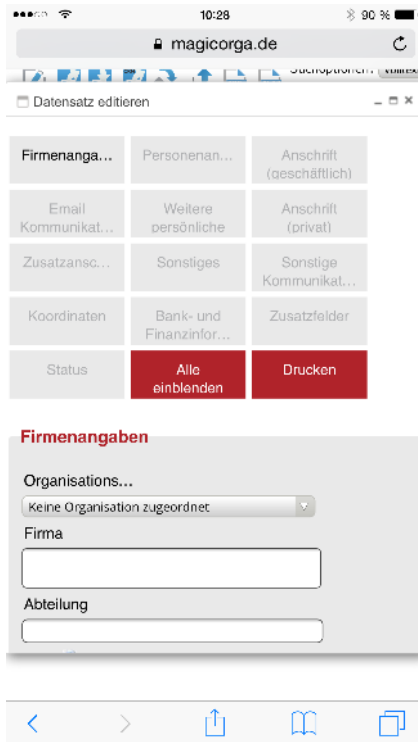 10:28
90 %
magicorga.de
Suchoptionen:
Datensatz editieren
Firmenanga...
Personenan...
Anschrift
(geschäftlich)
Email
Kommunikat...
Weitere
persönliche
Anschrift
(privat)
Zusatzansc...
Sonstiges
Sonstige
Kommunikat...
Koordinaten
Bank- und
Finanzinfor...
Zusatzfelder
Status
Alle
einblenden
Drucken
Firmenangaben
Organisations...
Keine Organisation zugeordnet
Firma
Abteilung